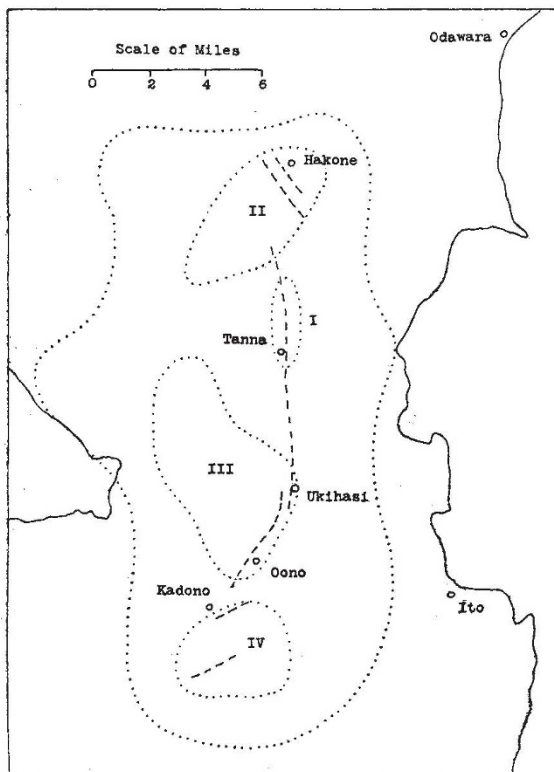 Odawara
Scale of Miles
0 2 4 6
Hakone
II
I
Tanna
III
Ukihasi
Oono
Kadono
Ito
IV